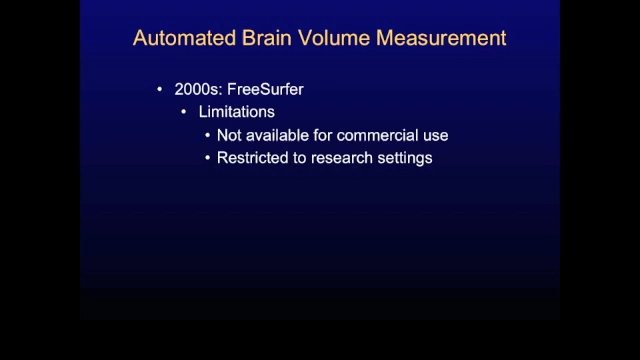 Automated Brain Volume Measurement
• 2000s: FreeSurfer
• Limitations
• Not available for commercial use
• Restricted to research settings